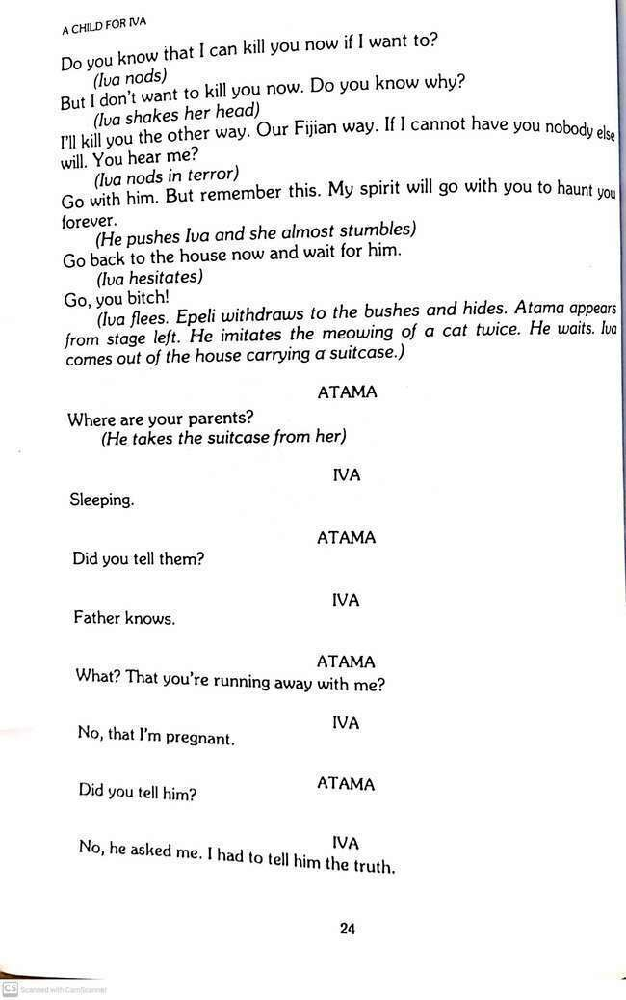 A CHILD FOR IVA
Do you know that I can kill you now if I want to?
(Iva nods)
But I don't want to kill you now. Do you know why?
(Iva shakes her head)
I'll kill you the other way. Our Fijian way. If I cannot have you nobody else
will. You hear me?
(Iva nods in terror)
Go with him. But remember this. My spirit will go with you to haunt you
forever.
(He pushes Iva and she almost stumbles)
Go back to the house now and wait for him.
(Iva hesitates)
Go, you bitch!
(Iva flees. Epeli withdraws to the bushes and hides. Atama appears
from stage left. He imitates the meowing of a cat twice. He waits. Iva
comes out of the house carrying a suitcase.)
ATAMA
Where are your parents?
(He takes the suitcase from her)
IVA
Sleeping.
ATAMA
Did you tell them?
IVA
Father knows.
ATAMA
What? That you're running away with me?
IVA
No, that I'm pregnant.
ATAMA
Did you tell him?
IVA
No, he asked me. I had to tell him the truth.
24
CS Scanned with CamScanner